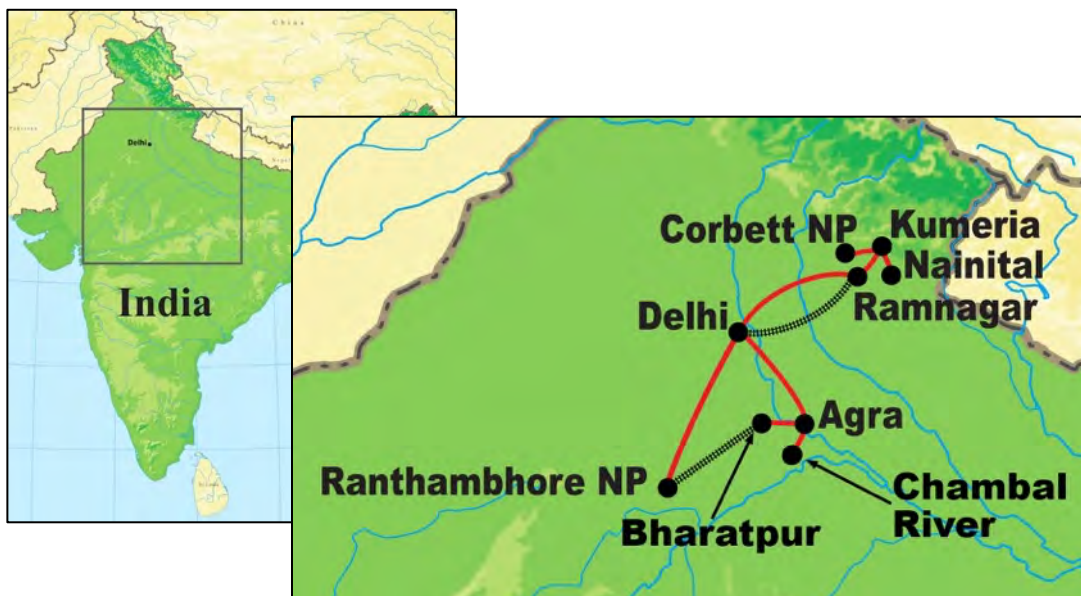 China
Delhi
India
Corbett NP
Kumeria
Nainital
Ramnagar
Delhi
Agra
Ranthambhore NP
Bharatpur
Chambal
River